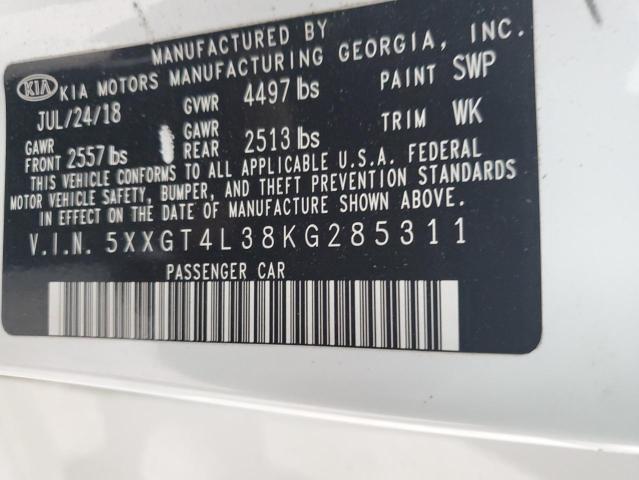 MANUFACTURED BY
KIA KIA MOTORS MANUFACTURING GEORGIA, INC.
JUL/24/18 GVWR 4497 lbs PAINT SWP
GAWR FRONT 2557 lbs GAWR REAR 2513 lbs TRIM WK
THIS VEHICLE CONFORMS TO ALL APPLICABLE U.S.A. FEDERAL
MOTOR VEHICLE SAFETY, BUMPER, AND THEFT PREVENTION STANDARDS
IN EFFECT ON THE DATE OF MANUFACTURE SHOWN ABOVE.
V.I.N. 5XXGT4L38KG285311
PASSENGER CAR